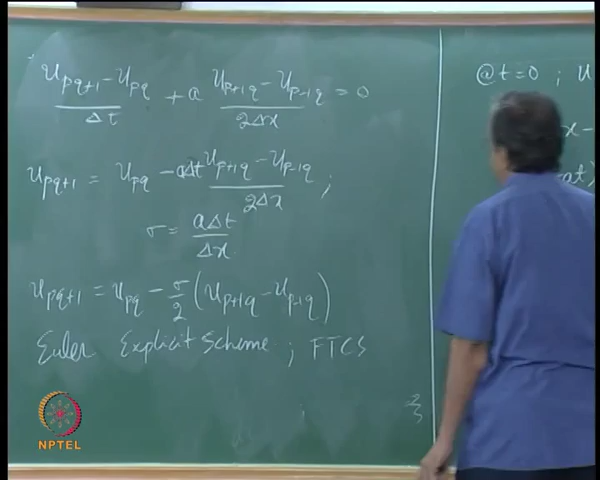 u_{pq+1} - u_{pq} / Δt + a u_{p+1q} - u_{p-1q} / 2Δx = 0
u_{pq+1} = u_{pq} - aΔt u_{p+1q} - u_{p-1q} / 2Δx ;
σ = aΔt / Δx
u_{pq+1} = u_{pq} - σ/2 (u_{p+1q} - u_{p-1q})
Euler Explicit Scheme ; FTCS
@ t=0 ; u
x -
at)
NPTEL